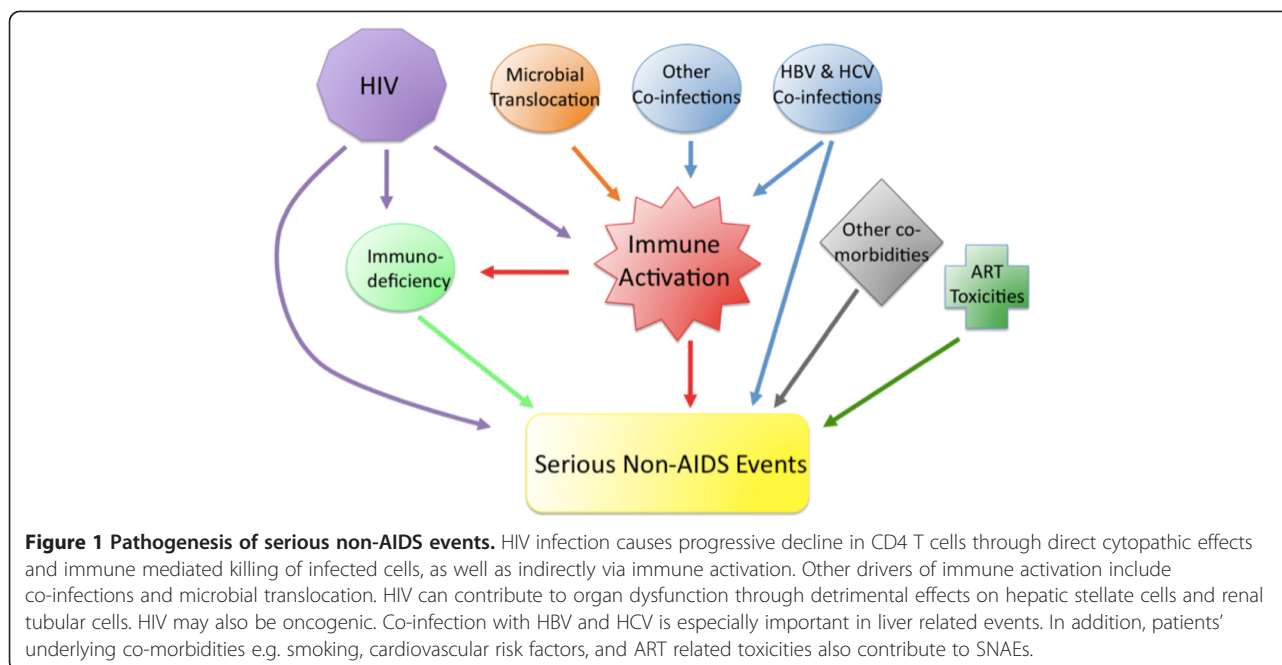 HIV
Microbial
Translocation
Other
Co-infections
HBV & HCV
Co-infections
Immuno-
deficiency
Immune
Activation
Other co-
morbidities
ART
Toxicities
Serious Non-AIDS Events
Figure 1 Pathogenesis of serious non-AIDS events. HIV infection causes progressive decline in CD4 T cells through direct cytopathic effects
and immune mediated killing of infected cells, as well as indirectly via immune activation. Other drivers of immune activation include
co-infections and microbial translocation. HIV can contribute to organ dysfunction through detrimental effects on hepatic stellate cells and renal
tubular cells. HIV may also be oncogenic. Co-infection with HBV and HCV is especially important in liver related events. In addition, patients’
underlying co-morbidities e.g. smoking, cardiovascular risk factors, and ART related toxicities also contribute to SNAEs.